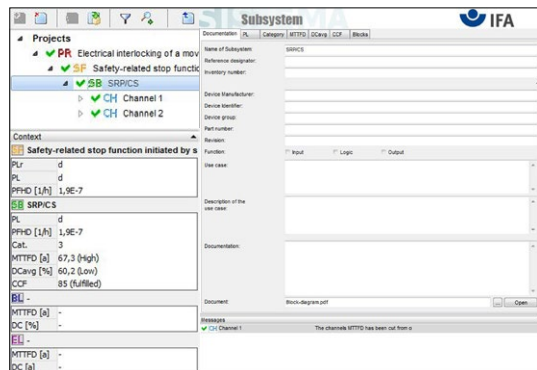 SISTEMA
Subsystem
IFA
Projects
PR Electrical interlocking of a mov
SF Safety-related stop functic
SB SRP/CS
CH Channel 1
CH Channel 2
Context
Safety-related stop function initiated by s
PLr d
PL d
PFHD [1/h] 1,9E-7
SB SRP/CS
PL d
PFHD [1/h] 1,9E-7
Cat. 3
MTTFD [a] 67,3 (High)
DCavg [%] 60,2 (Low)
CCF 85 (fulfilled)
BL -
MTTFD [a] -
DC [%] -
EL -
MTTFD [a] -
DC [a] -
Documentation PL Category MTTFD DCavg CCF Blocks
Name of Subsystem: SRP/CS
Reference designator:
Inventory number:
Device Manufacturer:
Device Identifier:
Device group:
Part number:
Revision:
Function: Input Logic Output
Use case:
Description of the
use case:
Documentation:
Document: Block-diagram.pdf ... Open
Messages
CH Channel 1 The channels MTTFD has been cut from o